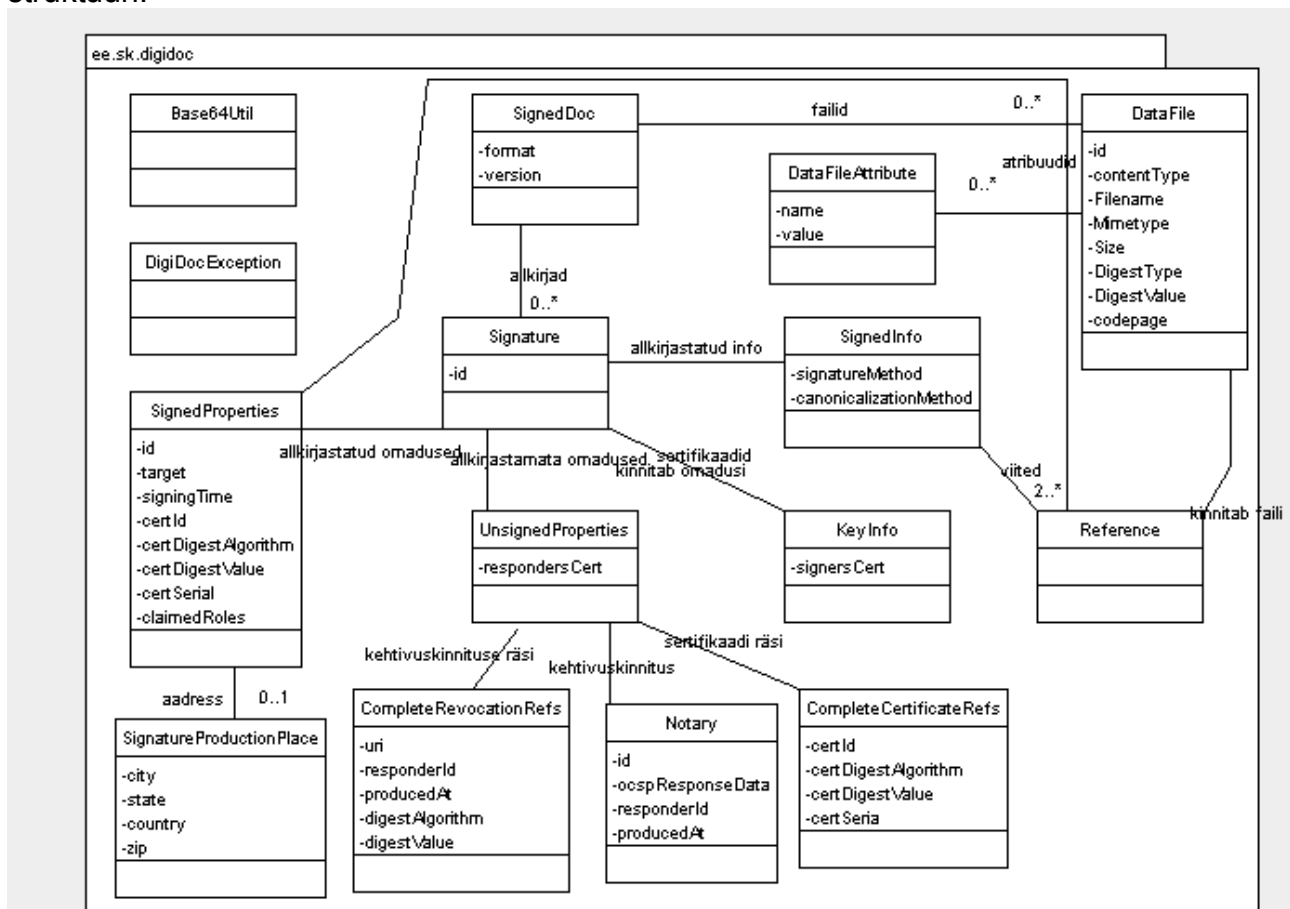 ee.sk.digidoc
Base64Util
SignedDoc
-format
-version
failid
0..*
DataFile
-id
-contentType
-Filename
-Mimetype
-Size
-DigestType
-DigestValue
-codepage
atribuudid
0..*
DataFileAttribute
-name
-value
DigiDocException
allkirjad
0..*
Signature
-id
allkirjastatud info
SignedInfo
-signatureMethod
-canonicalizationMethod
SignedProperties
-id
-target
-signingTime
-certId
-certDigestAlgorithm
-certDigestValue
-certSerial
-claimedRoles
allkirjastatud omadused
allkirjastamata omadused
sertifikaadid
kinnitab omadusi
viited
2..*
kinnitab faili
UnsignedProperties
-respondersCert
KeyInfo
-signersCert
Reference
kehtivuskinnituse räsi
kehtivuskinnitus
sertifikaadi räsi
aadress
0..1
SignatureProductionPlace
-city
-state
-country
-zip
CompleteRevocationRefs
-uri
-responderId
-producedAt
-digestAlgorithm
-digestValue
Notary
-id
-ocspResponseData
-responderId
-producedAt
CompleteCertificateRefs
-certId
-certDigestAlgorithm
-certDigestValue
-certSeria